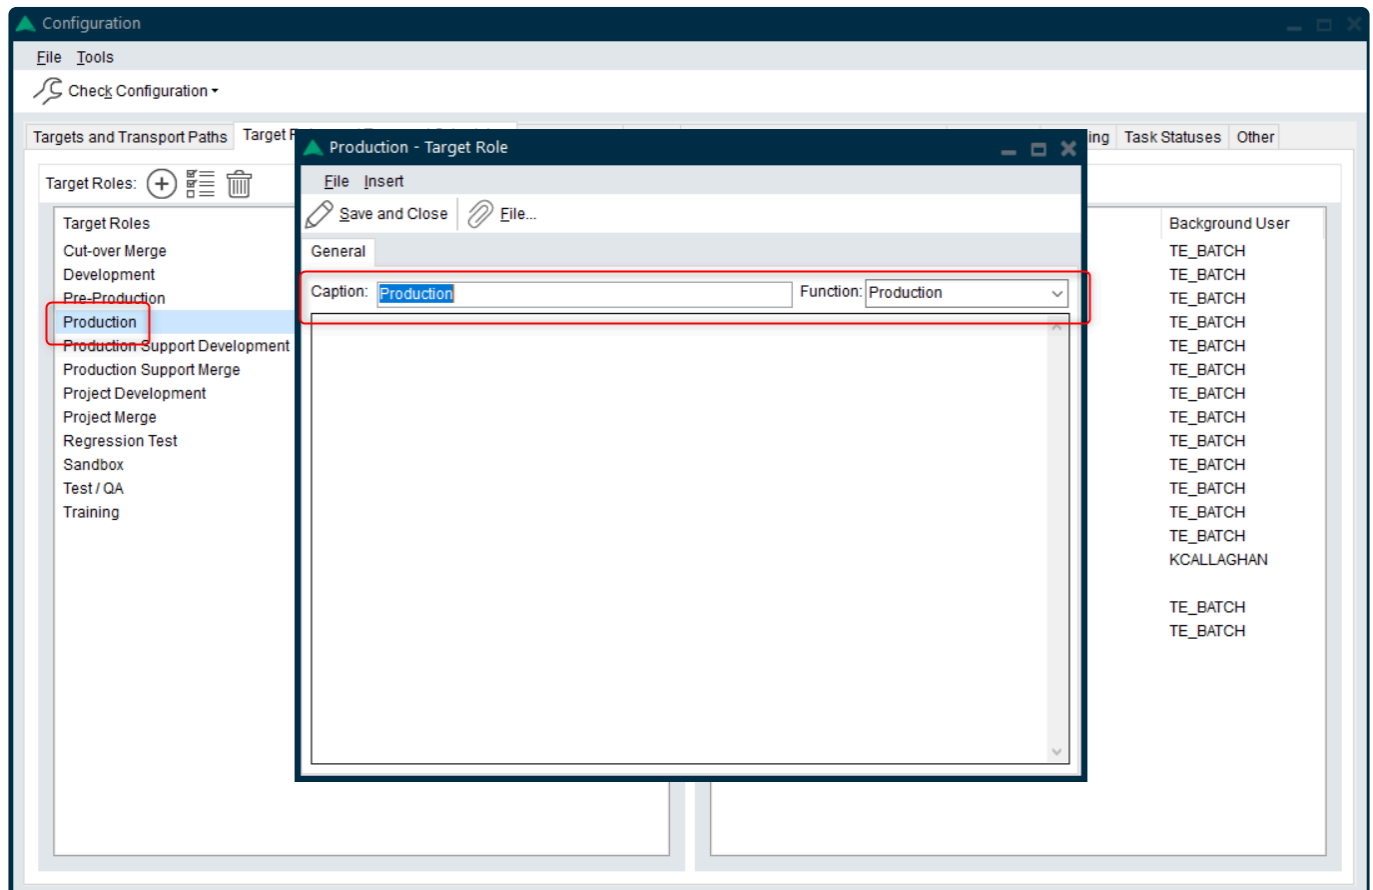 Configuration
File Tools
Check Configuration
Targets and Transport Paths Target ing Task Statuses Other
Target Roles:
Target Roles
Cut-over Merge
Development
Pre-Production
Production
Production Support Development
Production Support Merge
Project Development
Project Merge
Regression Test
Sandbox
Test / QA
Training
Production - Target Role
File Insert
Save and Close File...
General
Caption: Production Function: Production
Background User
TE_BATCH
TE_BATCH
TE_BATCH
TE_BATCH
TE_BATCH
TE_BATCH
TE_BATCH
TE_BATCH
TE_BATCH
TE_BATCH
TE_BATCH
TE_BATCH
TE_BATCH
KCALLAGHAN
TE_BATCH
TE_BATCH